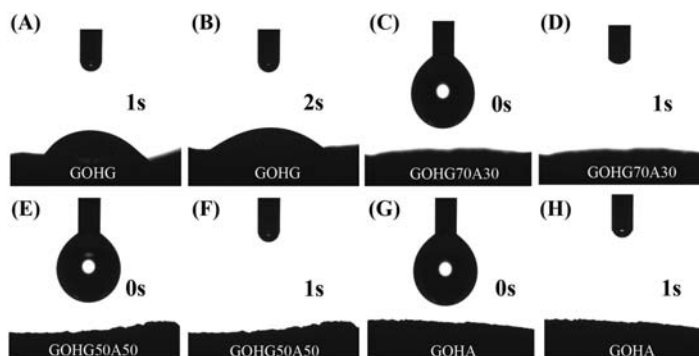 (A)
1s
GOHG
(B)
2s
GOHG
(C)
0s
GOHG70A30
(D)
1s
GOHG70A30
(E)
0s
GOHG50A50
(F)
1s
GOHG50A50
(G)
0s
GOHA
(H)
1s
GOHA